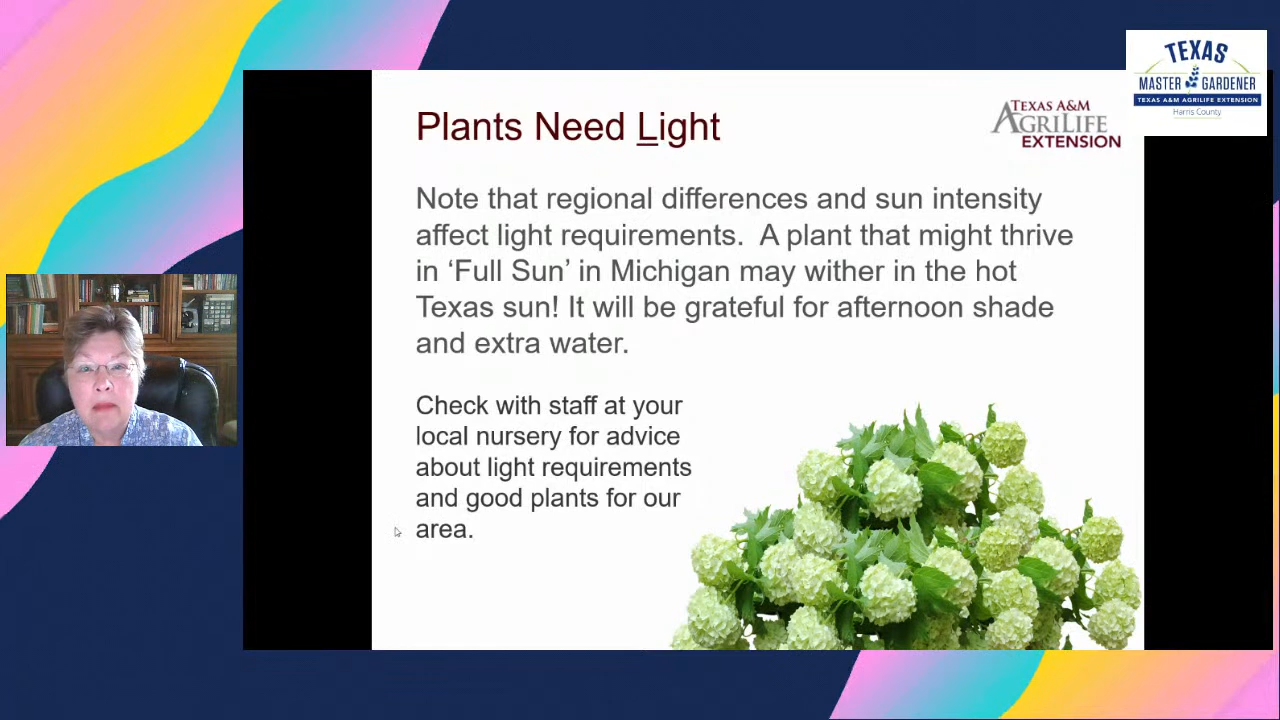 TEXAS
MASTER GARDENER
TEXAS A&M AGRILIFE EXTENSION
Harris County
Plants Need Light
TEXAS A&M
AGRILIFE
EXTENSION
Note that regional differences and sun intensity
affect light requirements.  A plant that might thrive
in ‘Full Sun’ in Michigan may wither in the hot
Texas sun! It will be grateful for afternoon shade
and extra water.
Check with staff at your
local nursery for advice
about light requirements
and good plants for our
area.